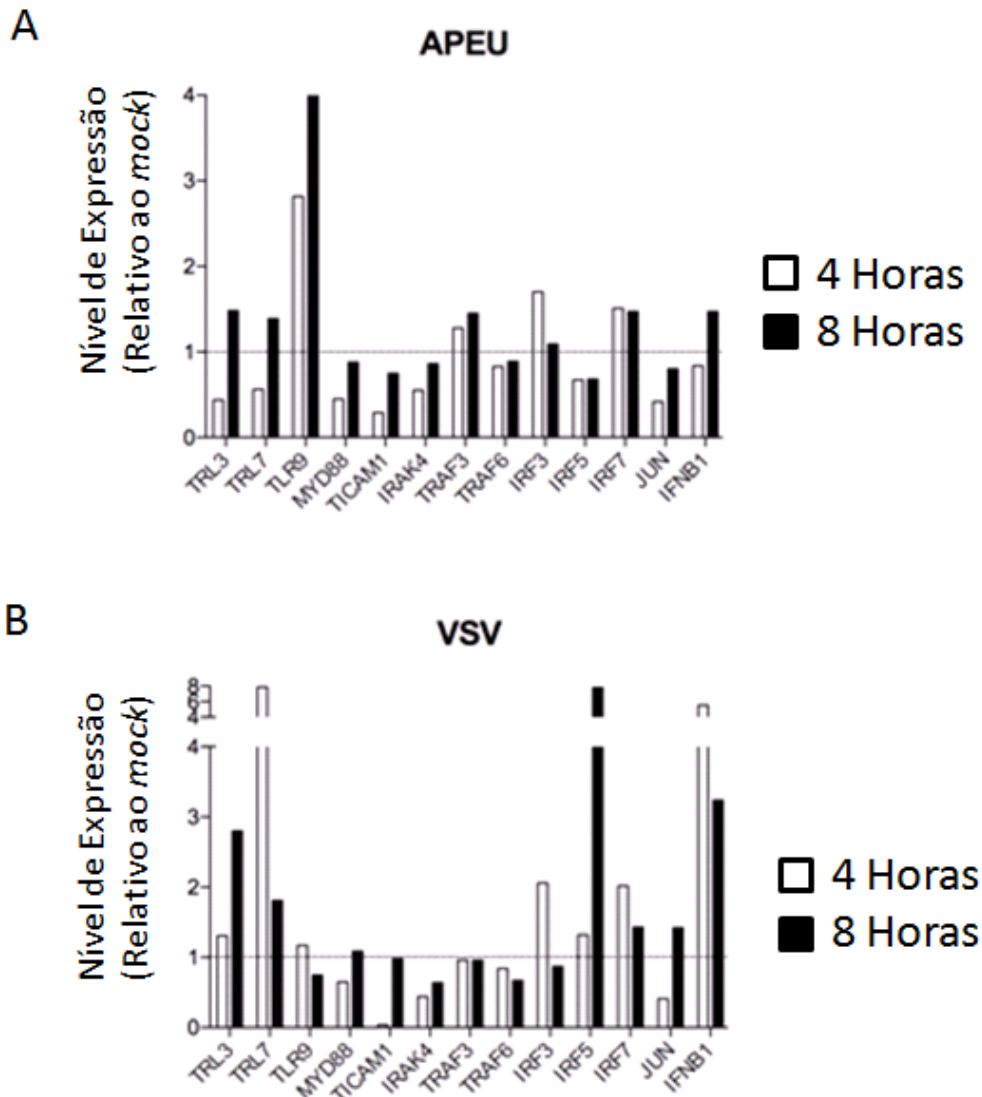 A
APEU
Nível de Expressão
(Relativo ao mock)
4
3
2
1
0
TRL3 TRL7 TLR9 MYD88 TICAM1 IRAK4 TRAF3 TRAF6 IRF3 IRF5 IRF7 JUN IFNB1
4 Horas
8 Horas
B
VSV
Nível de Expressão
(Relativo ao mock)
8
6
4
4
3
2
1
0
TRL3 TRL7 TLR9 MYD88 TICAM1 IRAK4 TRAF3 TRAF6 IRF3 IRF5 IRF7 JUN IFNB1
4 Horas
8 Horas